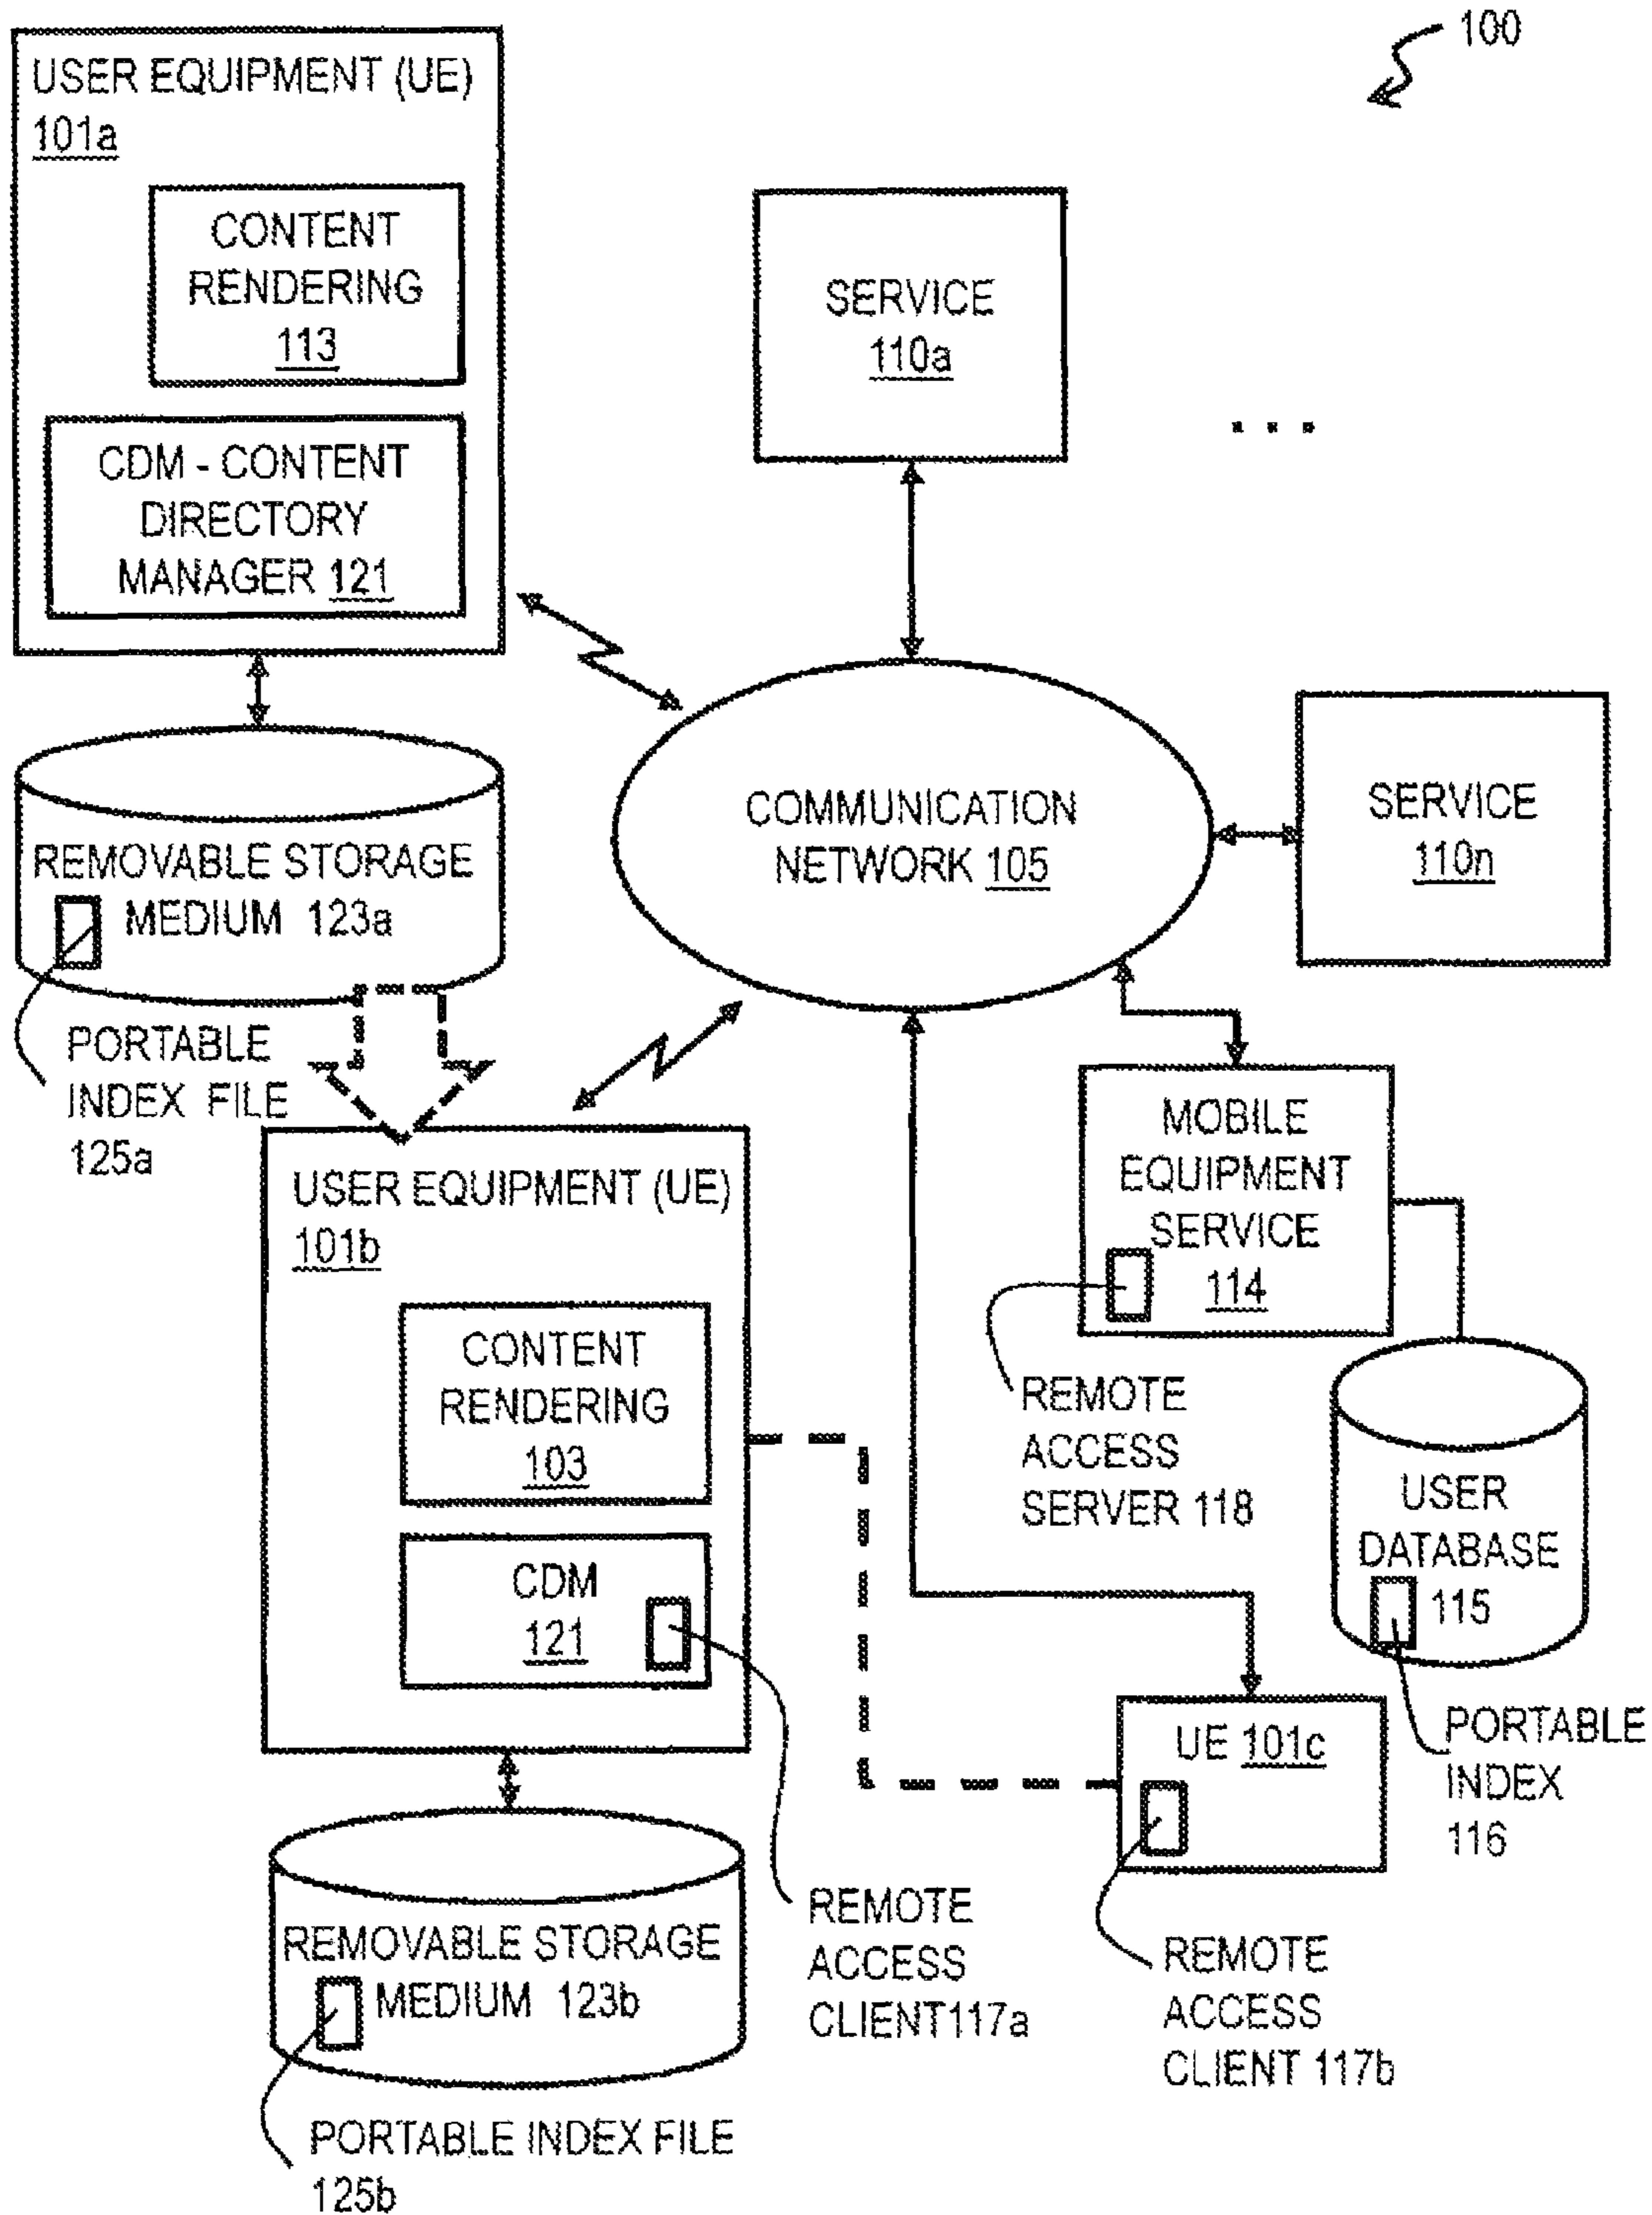 100
USER EQUIPMENT (UE)
101a
CONTENT
RENDERING
113
CDM - CONTENT
DIRECTORY
MANAGER 121
SERVICE
110a
...
REMOVABLE STORAGE
MEDIUM 123a
PORTABLE
INDEX FILE
125a
COMMUNICATION
NETWORK 105
SERVICE
110n
USER EQUIPMENT (UE)
101b
CONTENT
RENDERING
103
CDM
121
MOBILE
EQUIPMENT
SERVICE
114
REMOTE
ACCESS
SERVER 118
USER
DATABASE
115
PORTABLE
INDEX
116
UE 101c
REMOVABLE STORAGE
MEDIUM 123b
PORTABLE INDEX FILE
125b
REMOTE
ACCESS
CLIENT117a
REMOTE
ACCESS
CLIENT 117b